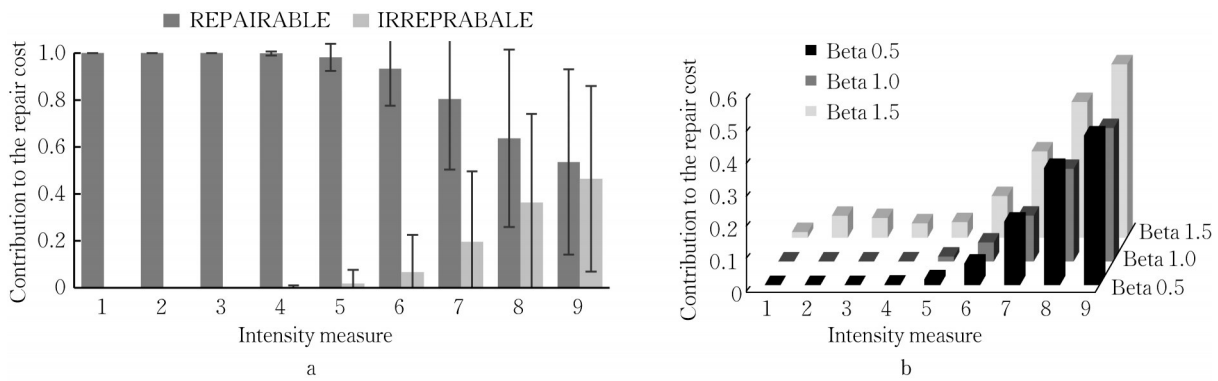 REPAIRABLE IRREPRABALE
Contribution to the repair cost
1.0
0.8
0.6
0.4
0.2
0
1 2 3 4 5 6 7 8 9
Intensity measure
a
Beta 0.5
Beta 1.0
Beta 1.5
Contribution to the repair cost
0.6
0.5
0.4
0.3
0.2
0.1
0
Beta 1.5
Beta 1.0
Beta 0.5
1 2 3 4 5 6 7 8 9
Intensity measure
b